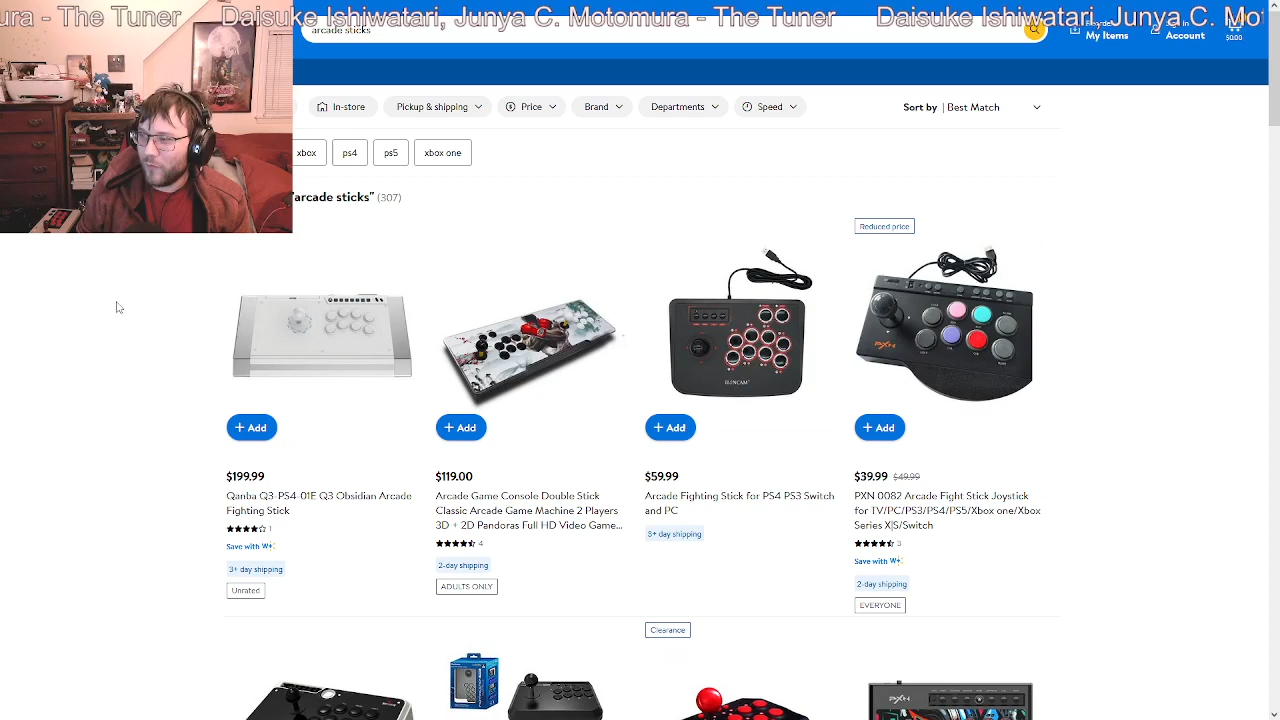 ura - The Tuner Daisuke Ishiwatari, Junya C. Motomura - The Tuner Daisuke Ishiwatari, Junya C. Mo
arcade sticks
My Items
Account
$0.00
In-store
Pickup & shipping
Price
Brand
Departments
Speed
Sort by | Best Match
xbox
ps4
ps5
xbox one
"arcade sticks" (307)
Reduced price
BONCAM
PXN
+ Add
+ Add
+ Add
+ Add
$199.99
Qanba Q3-PS4-01E Q3 Obsidian Arcade
Fighting Stick
1
Save with W+
3+ day shipping
Unrated
$119.00
Arcade Game Console Double Stick
Classic Arcade Game Machine 2 Players
3D + 2D Pandoras Full HD Video Game...
4
2-day shipping
ADULTS ONLY
$59.99
Arcade Fighting Stick for PS4 PS3 Switch
and PC
3+ day shipping
$39.99 $49.99
PXN 0082 Arcade Fight Stick Joystick
for TV/PC/PS3/PS4/PS5/Xbox one/Xbox
Series X|S/Switch
3
Save with W+
2-day shipping
EVERYONE
Clearance
PXN